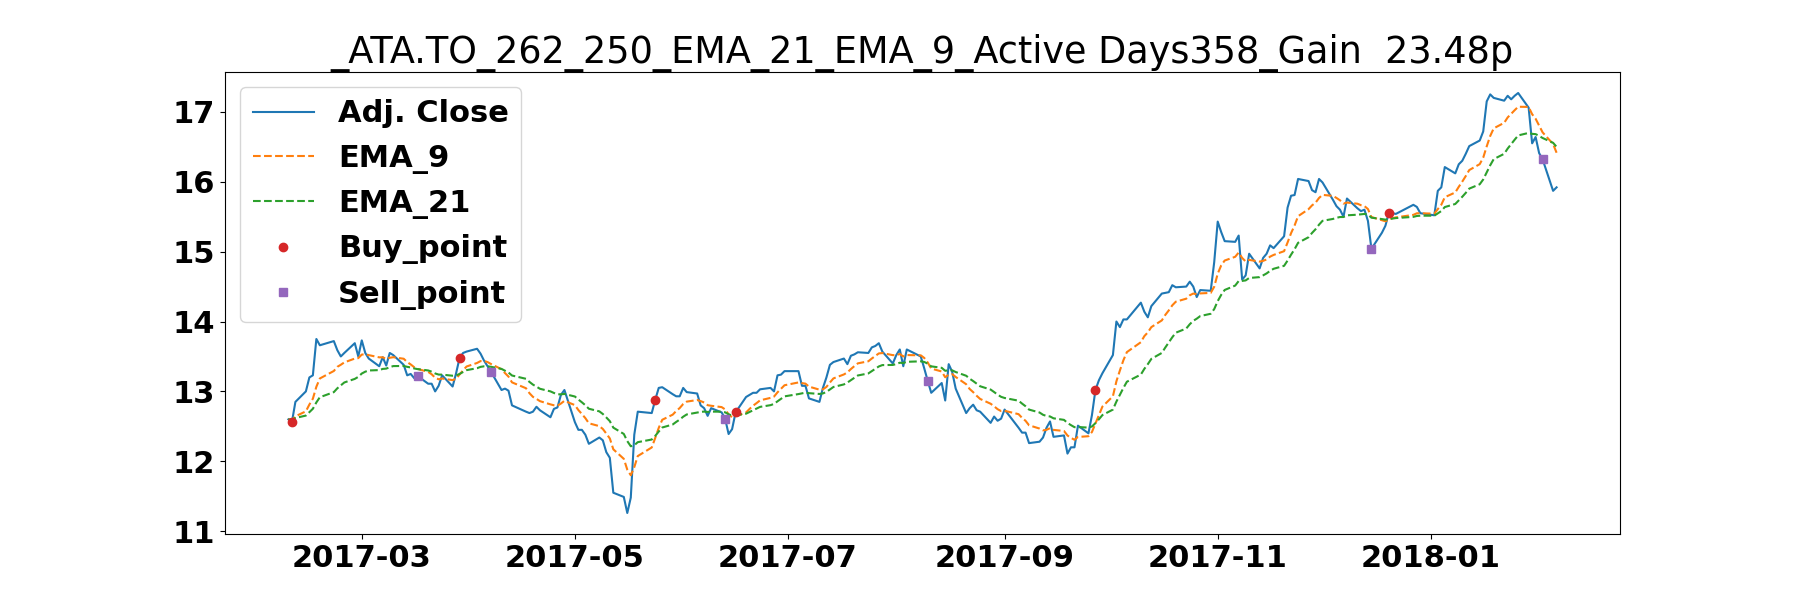 _ATA.TO_262_250_EMA_21_EMA_9_Active Days358_Gain  23.48p
Adj. Close
EMA_9
EMA_21
Buy_point
Sell_point
17
16
15
14
13
12
11
2017-03 2017-05 2017-07 2017-09 2017-11 2018-01